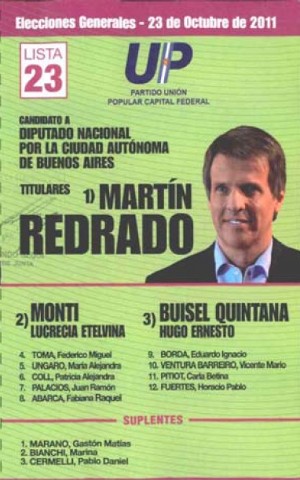 Elecciones Generales - 23 de Octubre de 2011
LISTA
23
UP
PARTIDO UNIÓN
POPULAR CAPITAL FEDERAL
CANDIDATO A
DIPUTADO NACIONAL
POR LA CIUDAD AUTÓNOMA
DE BUENOS AIRES
TITULARES
1) MARTÍN
REDRADO
2) MONTI
LUCRECIA ETELVINA
3) BUISEL QUINTANA
HUGO ERNESTO
4. TOMA, Federico Miguel
5. UNGARO, María Alejandra
6. COLL, Patricia Alejandra
7. PALACIOS, Juan Ramón
8. ABARCA, Fabiana Raquel
9. BORDA, Eduardo Ignacio
10. VENTURA BARREIRO, Vicente Mario
11. PITIOT, Carla Betina
12. FUERTES, Horacio Pablo
SUPLENTES
1. MARANO, Gastón Matías
2. BIANCHI, Marina
3. CERMELLI, Pablo Daniel